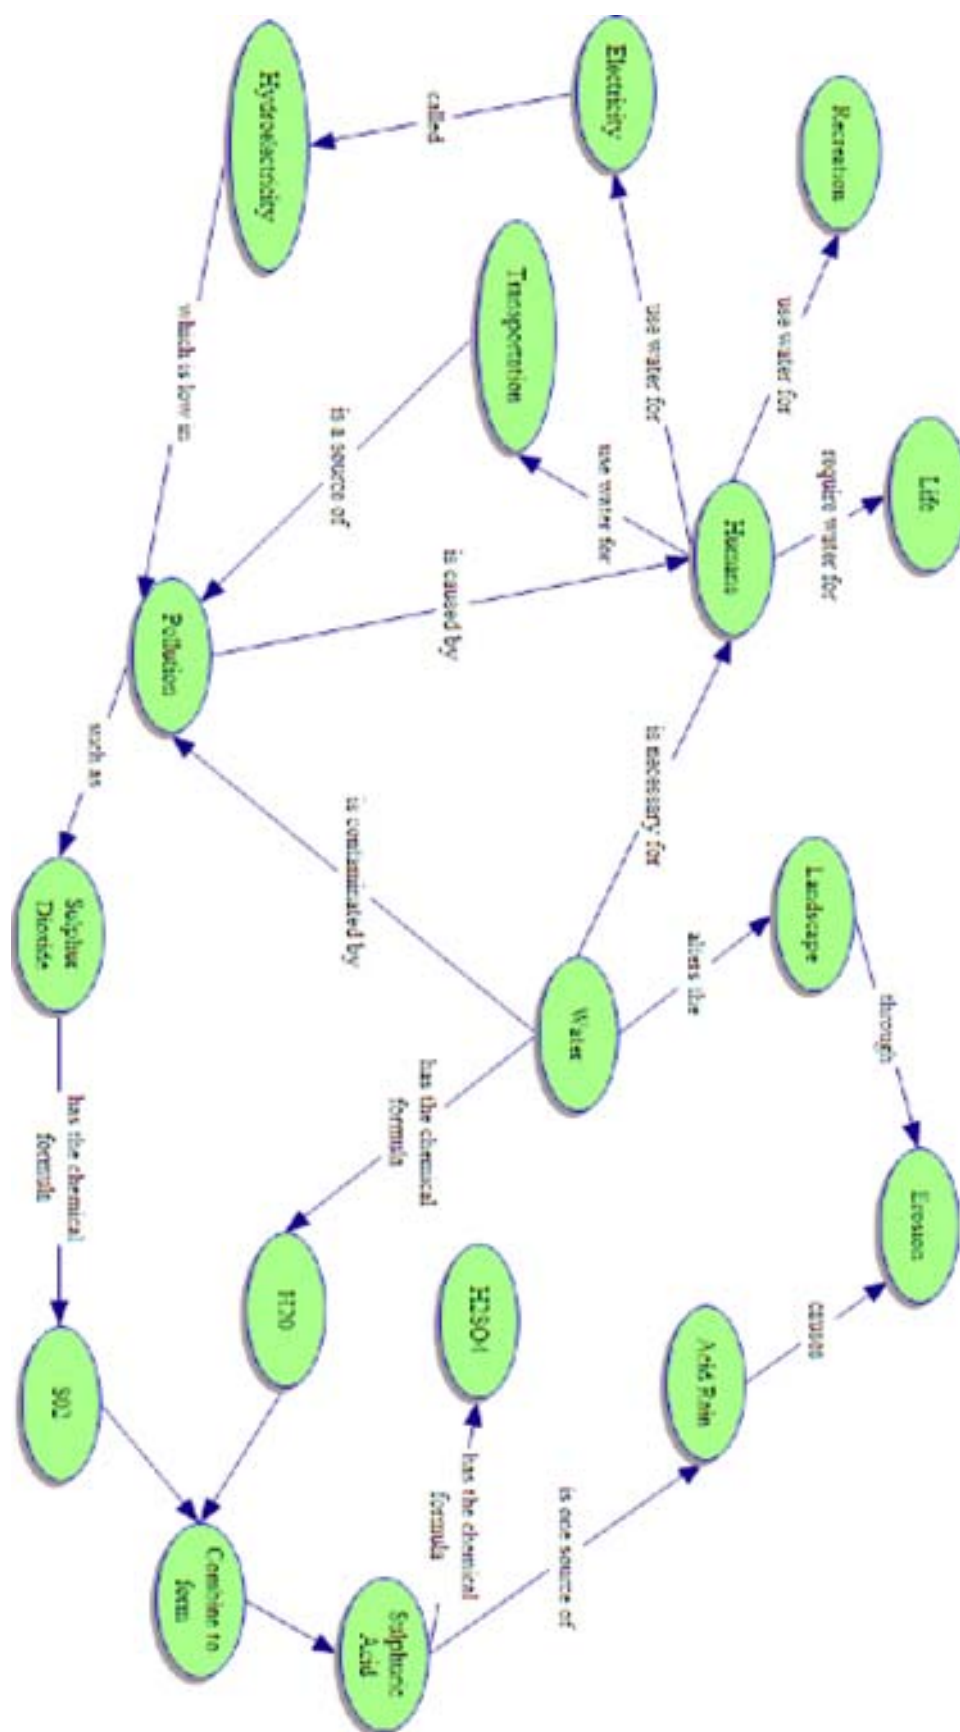 Life
Recreation
require water for
use water for
Humans
Electricity
use water for
use water for
Transportation
called
Hydroelectricity
is a source of
which is low in
is caused by
Pollution
such as
Sulphur
Dioxide
is necessary for
is contaminated by
Water
alters the
Landscape
through
Erosion
has the chemical
formula
has the chemical
formula
H20
S02
H2SO4
Acid Rain
causes
has the chemical
formula
is one source of
Combine to
form
Sulphuric
Acid